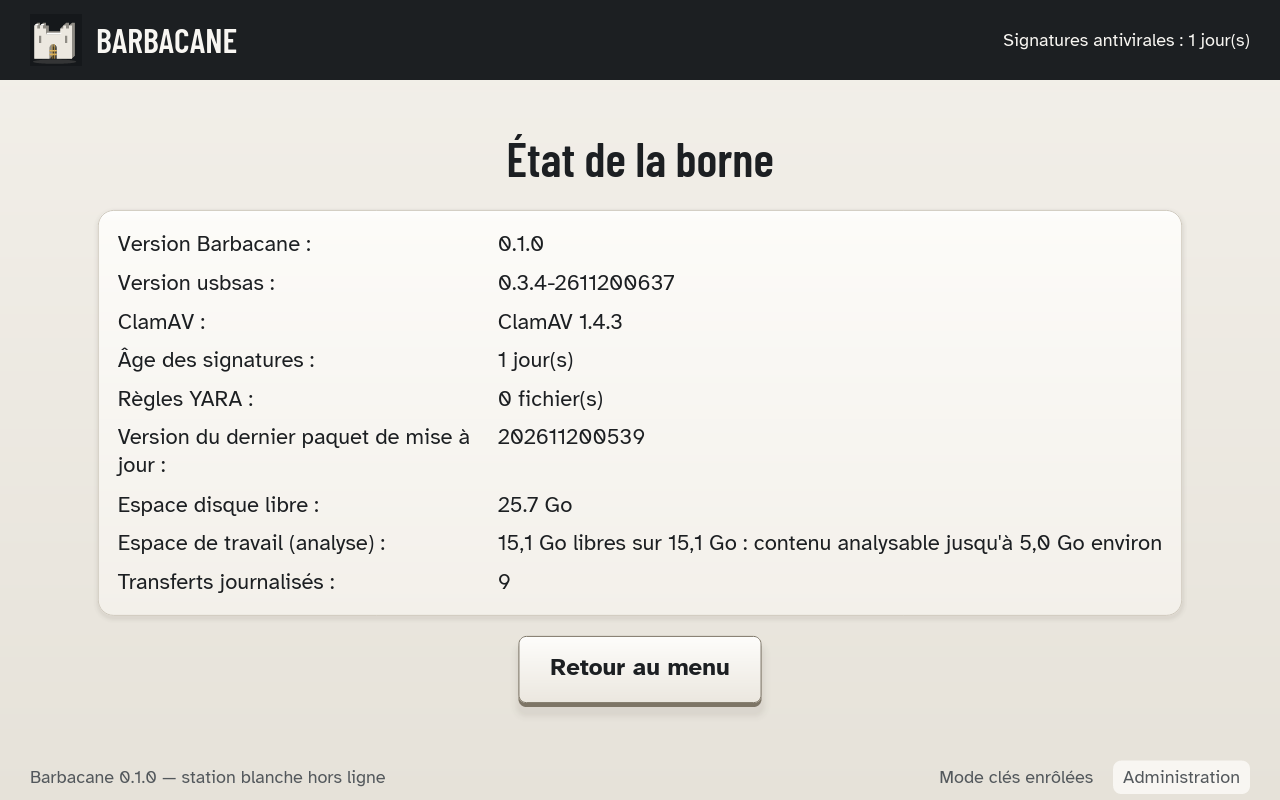 BARBACANE
Signatures antivirales : 1 jour(s)
État de la borne
Version Barbacane : 0.1.0
Version usbsas : 0.3.4-2611200637
ClamAV : ClamAV 1.4.3
Âge des signatures : 1 jour(s)
Règles YARA : 0 fichier(s)
Version du dernier paquet de mise à
jour :
202611200539
Espace disque libre : 25.7 Go
Espace de travail (analyse) : 15,1 Go libres sur 15,1 Go : contenu analysable jusqu'à 5,0 Go environ
Transferts journalisés : 9
Retour au menu
Barbacane 0.1.0 — station blanche hors ligne
Mode clés enrôlées
Administration